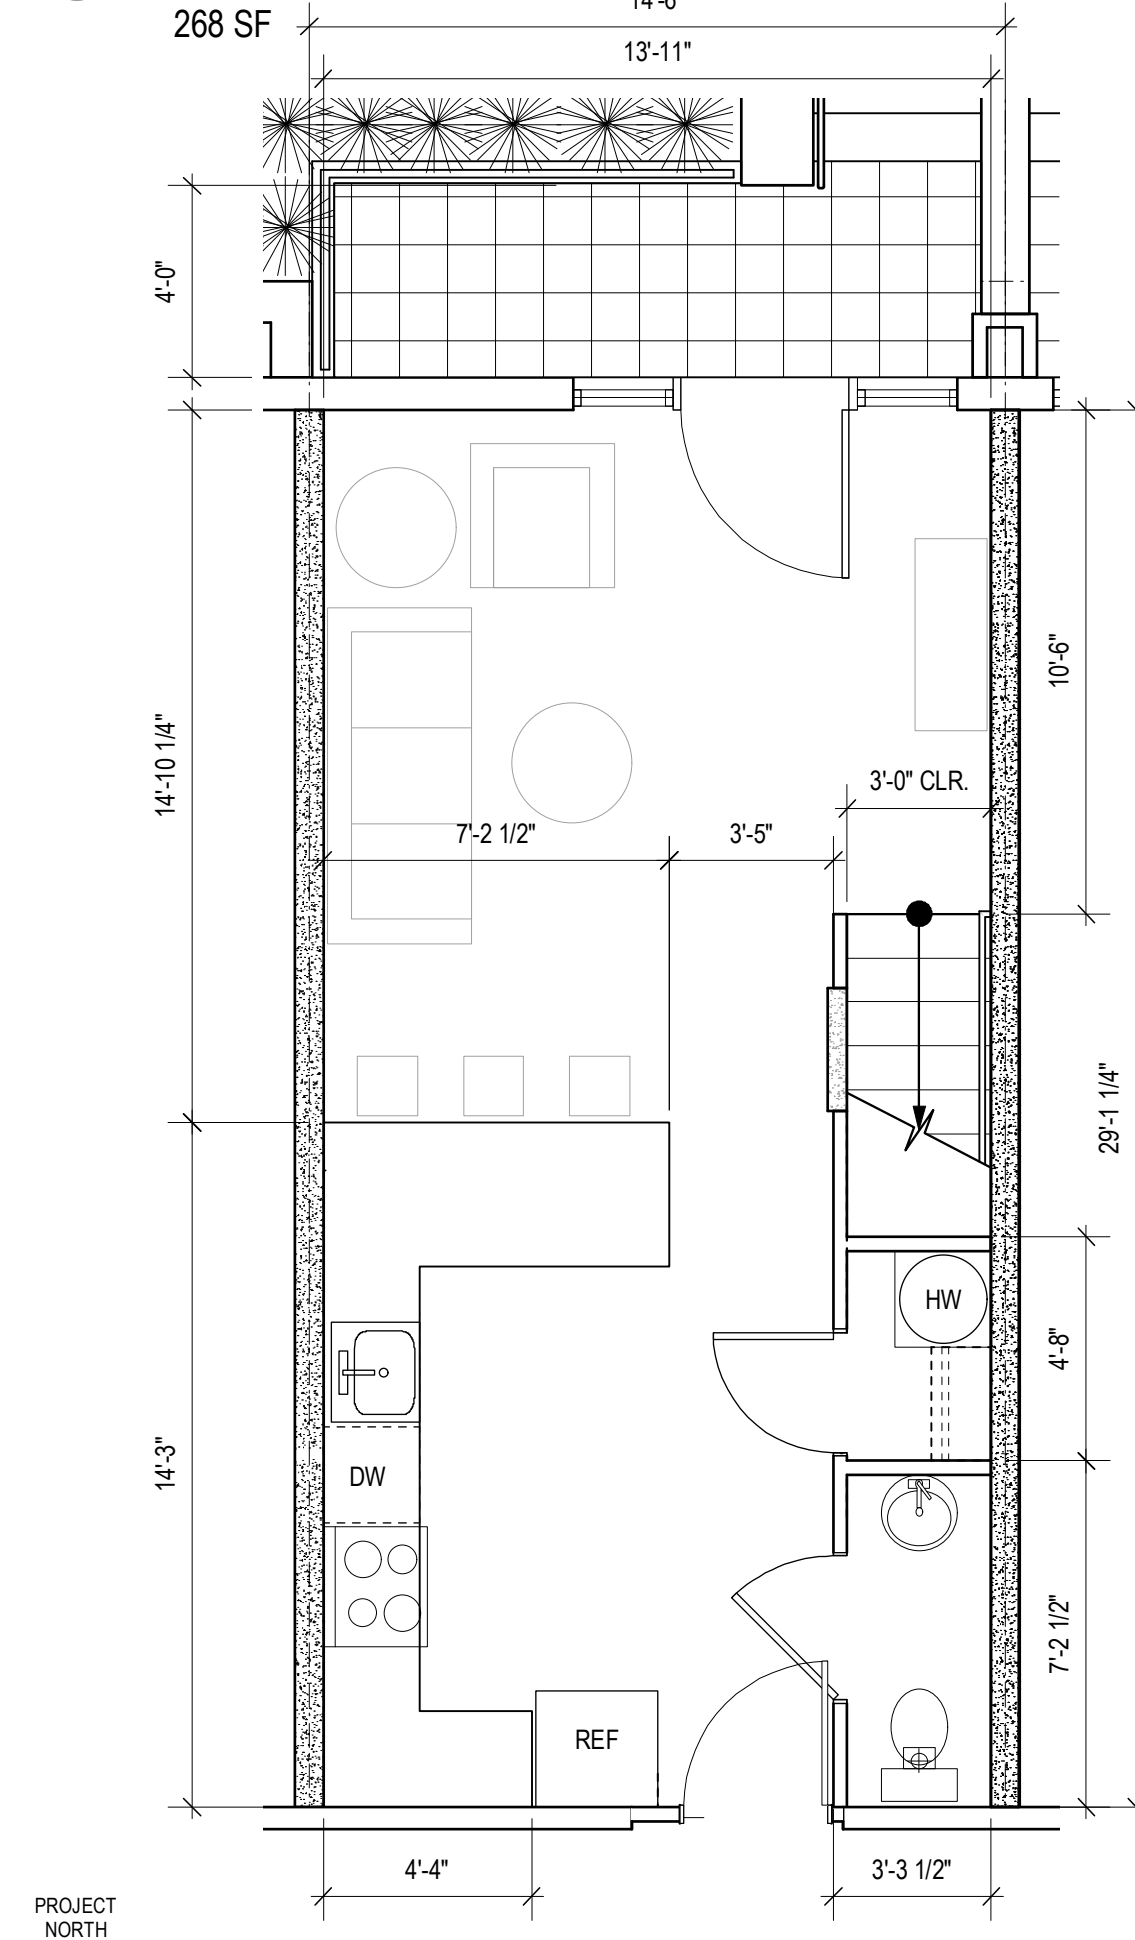 14'-6"
268 SF
13'-11"
4'-0"
10'-6"
14'-10 1/4"
3'-0" CLR.
7'-2 1/2"
3'-5"
29'-1 1/4"
HW
4'-8"
14'-3"
DW
7'-2 1/2"
REF
4'-4"
3'-3 1/2"
PROJECT
NORTH